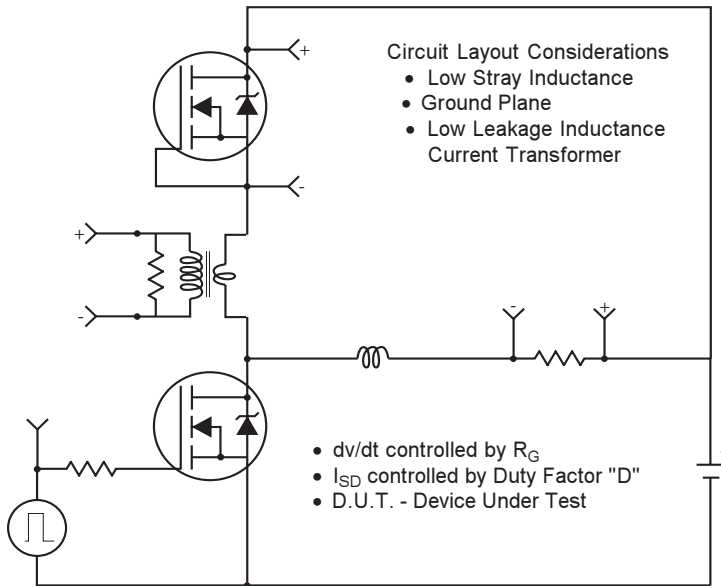 +
Circuit Layout Considerations
• Low Stray Inductance
• Ground Plane
• Low Leakage Inductance
Current Transformer
-
+
-
-
+
• dv/dt controlled by RG
• ISD controlled by Duty Factor "D"
• D.U.T. - Device Under Test